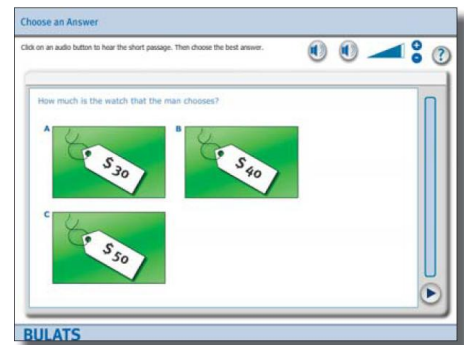 Choose an Answer
Click on an audio button to hear the short passage. Then choose the best answer.
?
How much is the watch that the man chooses?
A
$30
B
$40
C
$50
BULATS